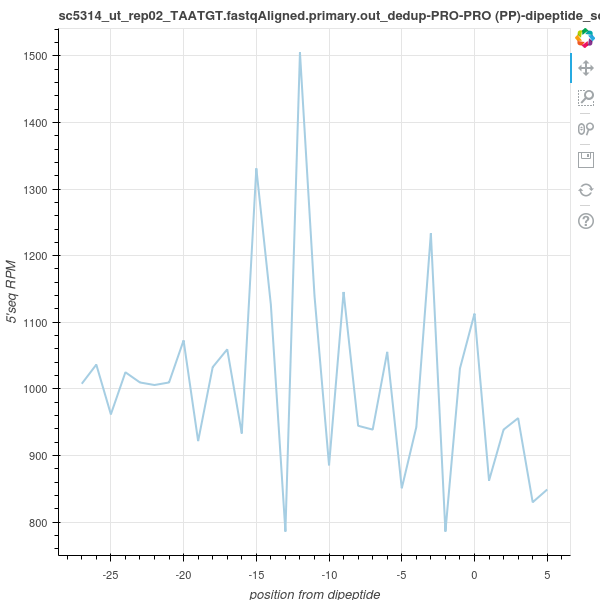 sc5314_ut_rep02_TAATGT.fastqAligned.primary.out_dedup-PRO-PRO (PP)-dipeptide_s
1500
1400
1300
1200
1100
1000
900
800
5'seq RPM
-25 -20 -15 -10 -5 0 5
position from dipeptide